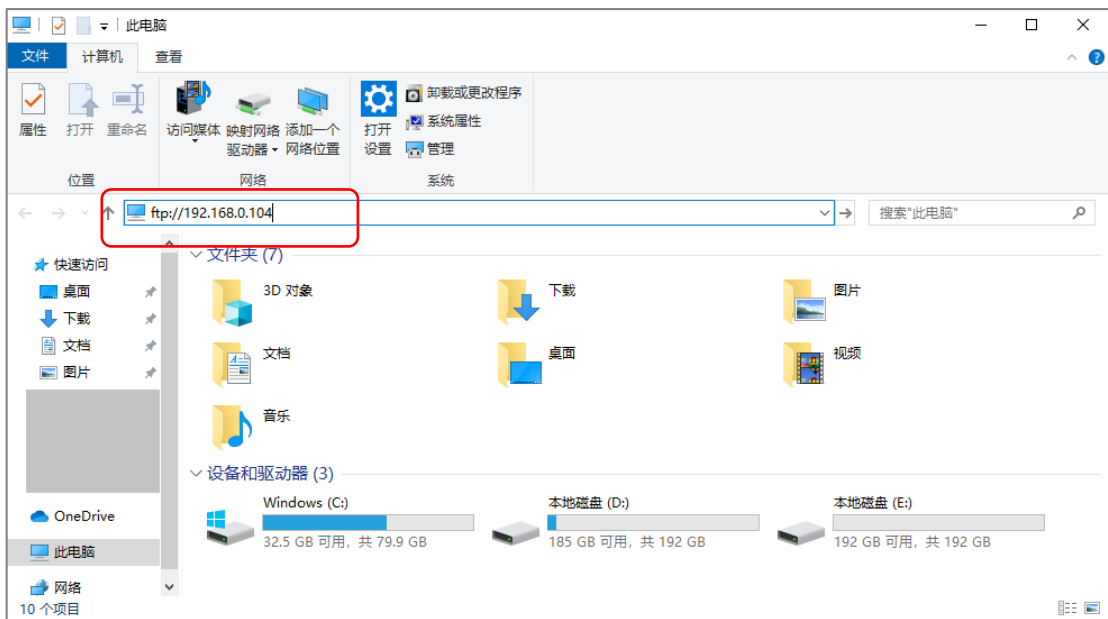 此电脑
文件 计算机 查看
属性 打开 重命名 访问媒体 映射网络驱动器 添加一个网络位置 打开设置 卸载或更改程序
系统属性
管理
位置 网络 系统
ftp://192.168.0.104 搜索"此电脑"
快速访问
桌面
下载
文档
图片
OneDrive
此电脑
网络
文件夹 (7)
3D 对象 下载 图片
文档 桌面 视频
音乐
设备和驱动器 (3)
Windows (C:) 本地磁盘 (D:) 本地磁盘 (E:)
32.5 GB 可用, 共 79.9 GB 185 GB 可用, 共 192 GB 192 GB 可用, 共 192 GB
10 个项目